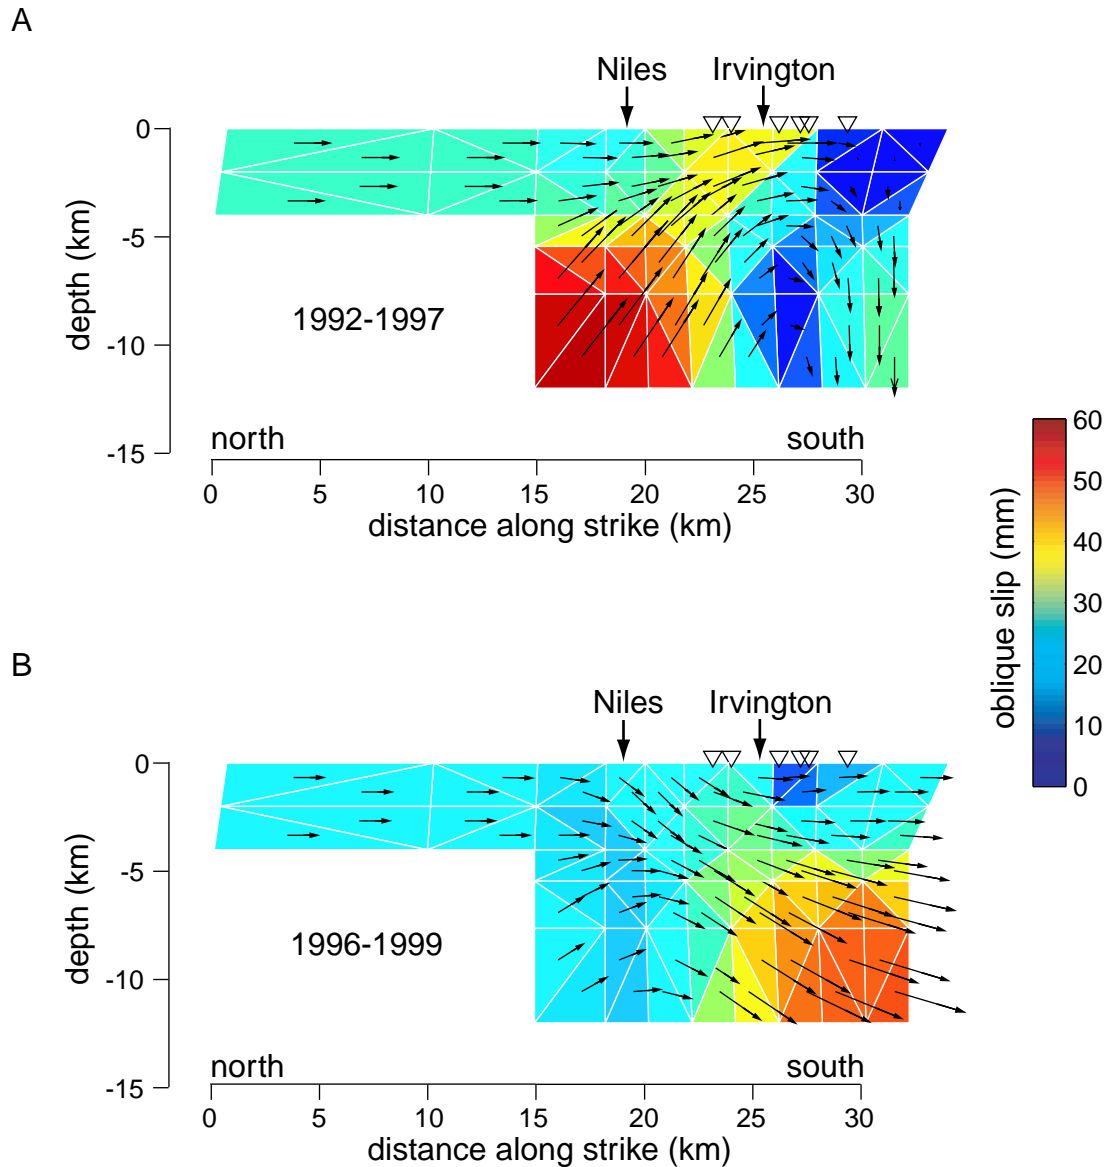 A
Niles Irvington
0
-5
-10
-15
depth (km)
1992-1997
north south
0 5 10 15 20 25 30
distance along strike (km)
60
50
40
30
20
10
0
oblique slip (mm)
B
Niles Irvington
0
-5
-10
-15
depth (km)
1996-1999
north south
0 5 10 15 20 25 30
distance along strike (km)